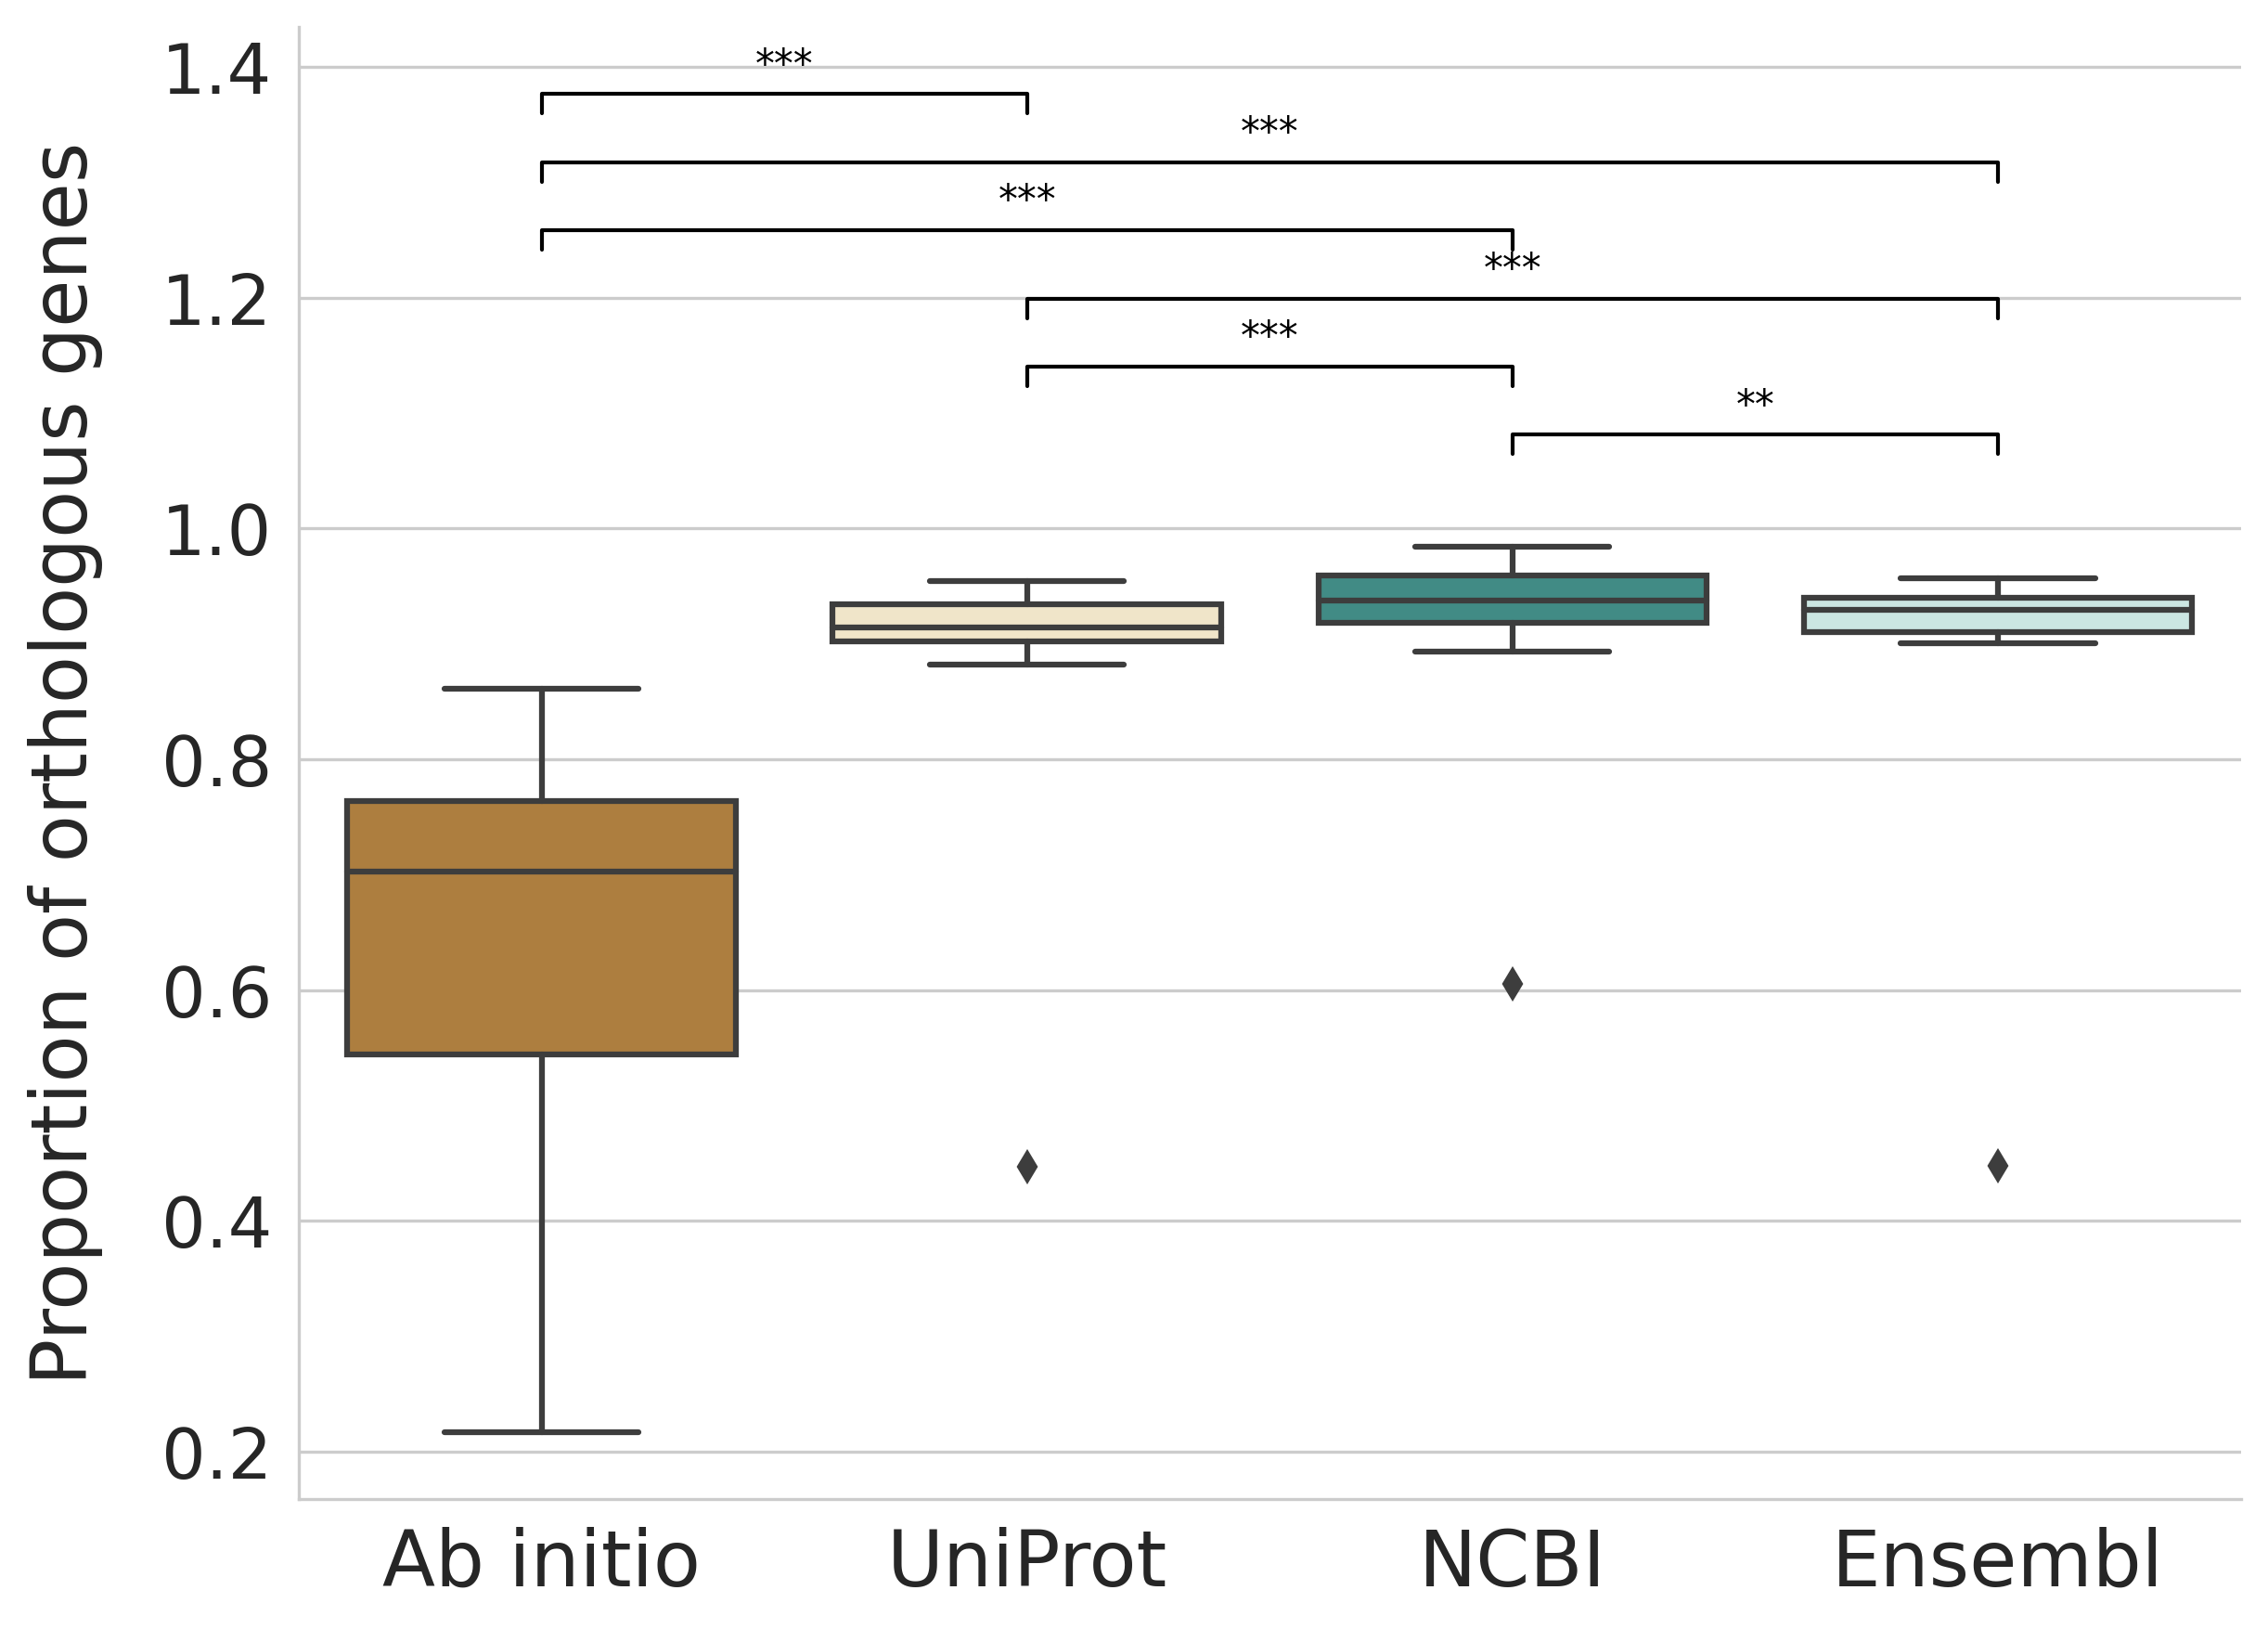 Proportion of orthologous genes
1.4
1.2
1.0
0.8
0.6
0.4
0.2
***
***
***
***
***
**
Ab initio
UniProt
NCBI
Ensembl